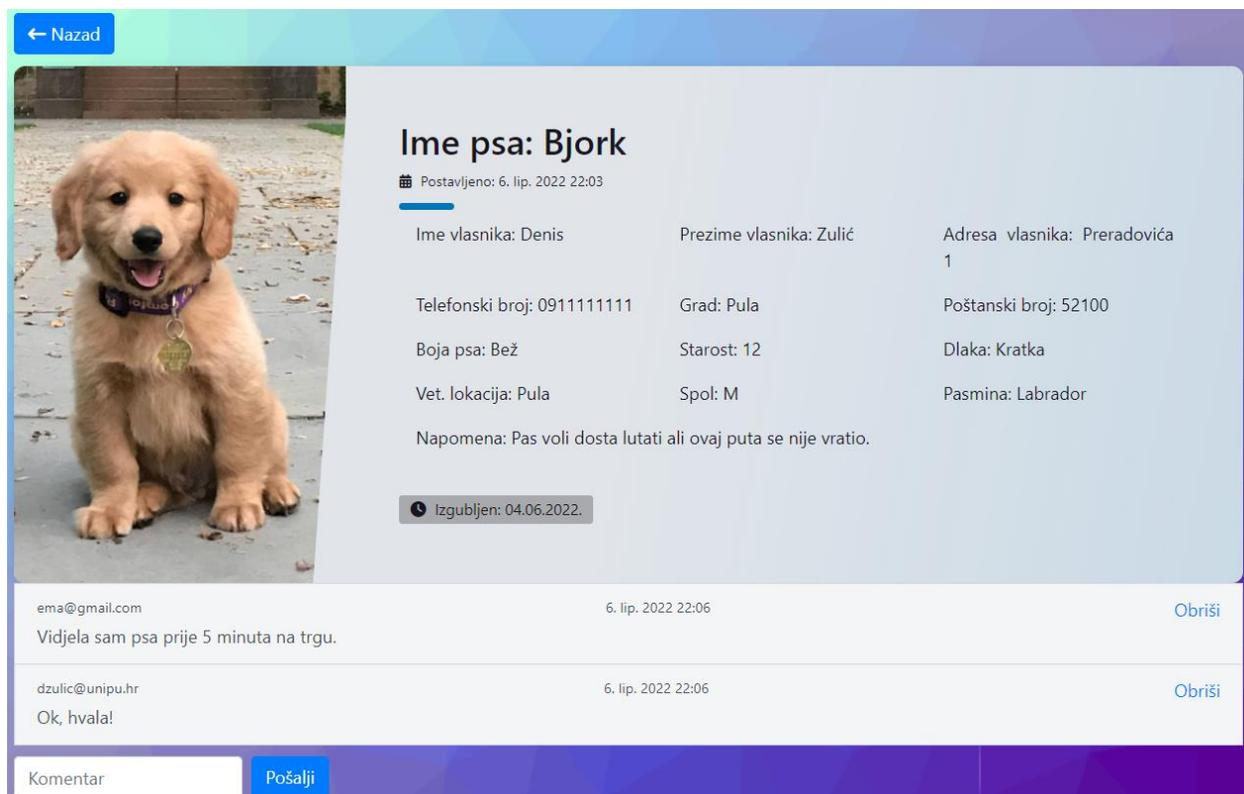 ← Nazad
Ime psa: Bjork
Postavljeno: 6. lip. 2022 22:03
Ime vlasnika: Denis
Prezime vlasnika: Zulić
Adresa vlasnika: Preradovića
1
Telefonski broj: 0911111111
Grad: Pula
Poštanski broj: 52100
Boja psa: Bež
Starost: 12
Dlaka: Kratka
Vet. lokacija: Pula
Spol: M
Pasmina: Labrador
Napomena: Pas voli dosta lutati ali ovaj puta se nije vratio.
Izgubljen: 04.06.2022.
ema@gmail.com
6. lip. 2022 22:06
Obriši
Vidjela sam psa prije 5 minuta na trgu.
dzulic@unipu.hr
6. lip. 2022 22:06
Obriši
Ok, hvala!
Komentar
Pošalji